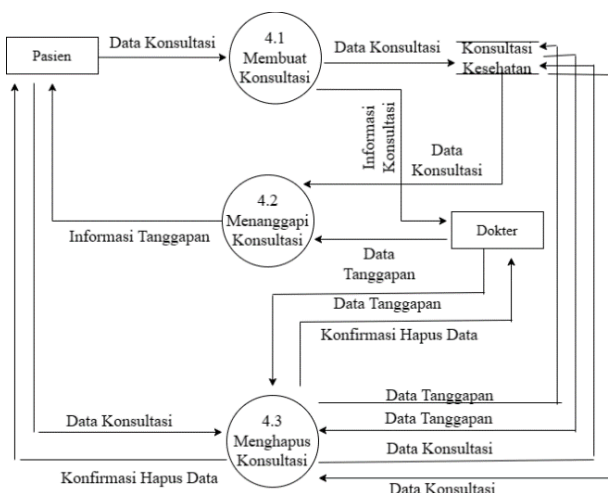 Pasien
Data Konsultasi
4.1
Membuat
Konsultasi
Data Konsultasi
Konsultasi
Kesehatan
Informasi
Konsultasi
Data
Konsultasi
4.2
Menanggapi
Konsultasi
Informasi Tanggapan
Dokter
Data
Tanggapan
Data Tanggapan
Konfirmasi Hapus Data
Data Tanggapan
Data Konsultasi
4.3
Menghapus
Konsultasi
Data Tanggapan
Data Konsultasi
Konfirmasi Hapus Data
Data Konsultasi